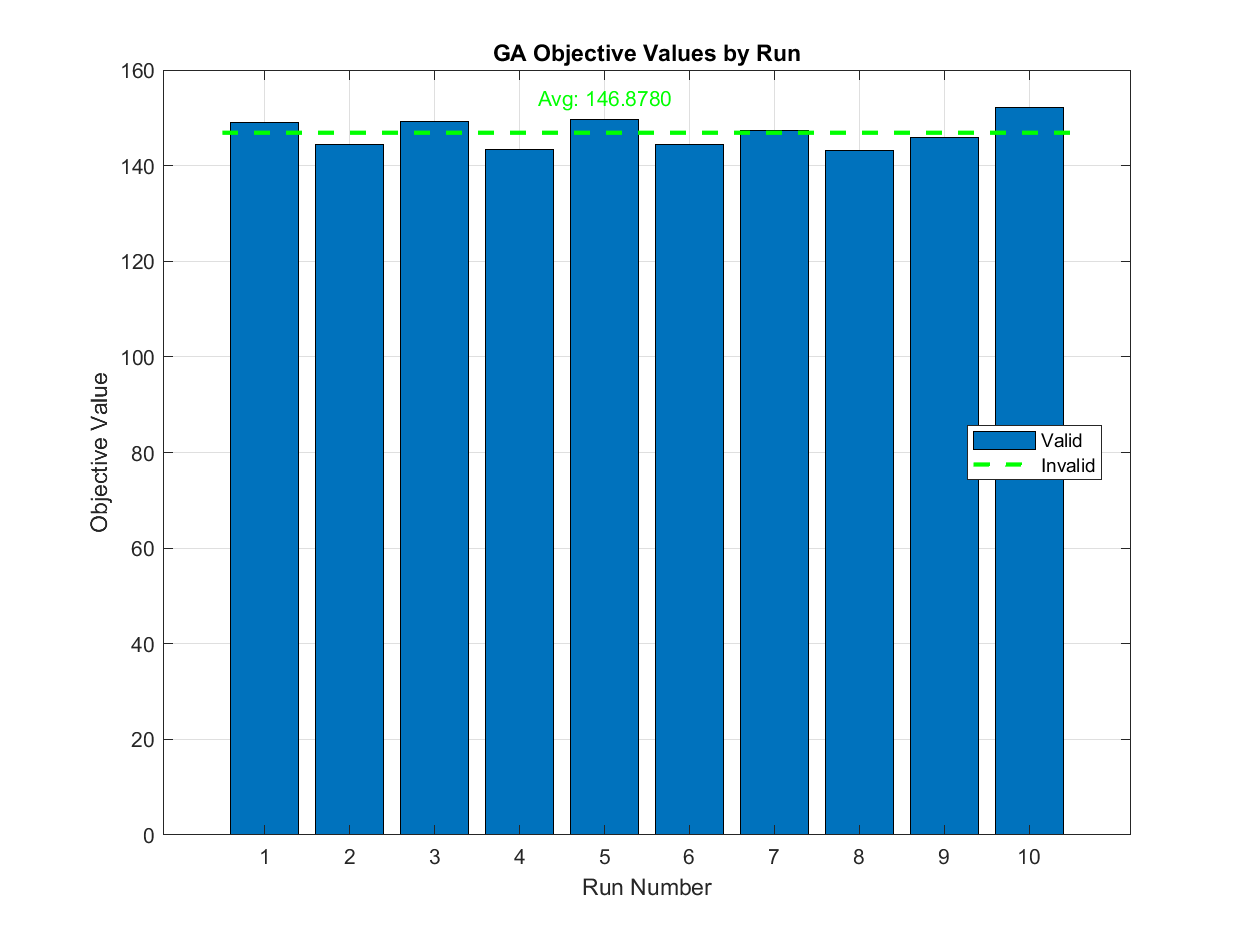 GA Objective Values by Run
Avg: 146.8780
160
140
120
100
80
60
40
20
0
Objective Value
Valid
Invalid
1 2 3 4 5 6 7 8 9 10
Run Number